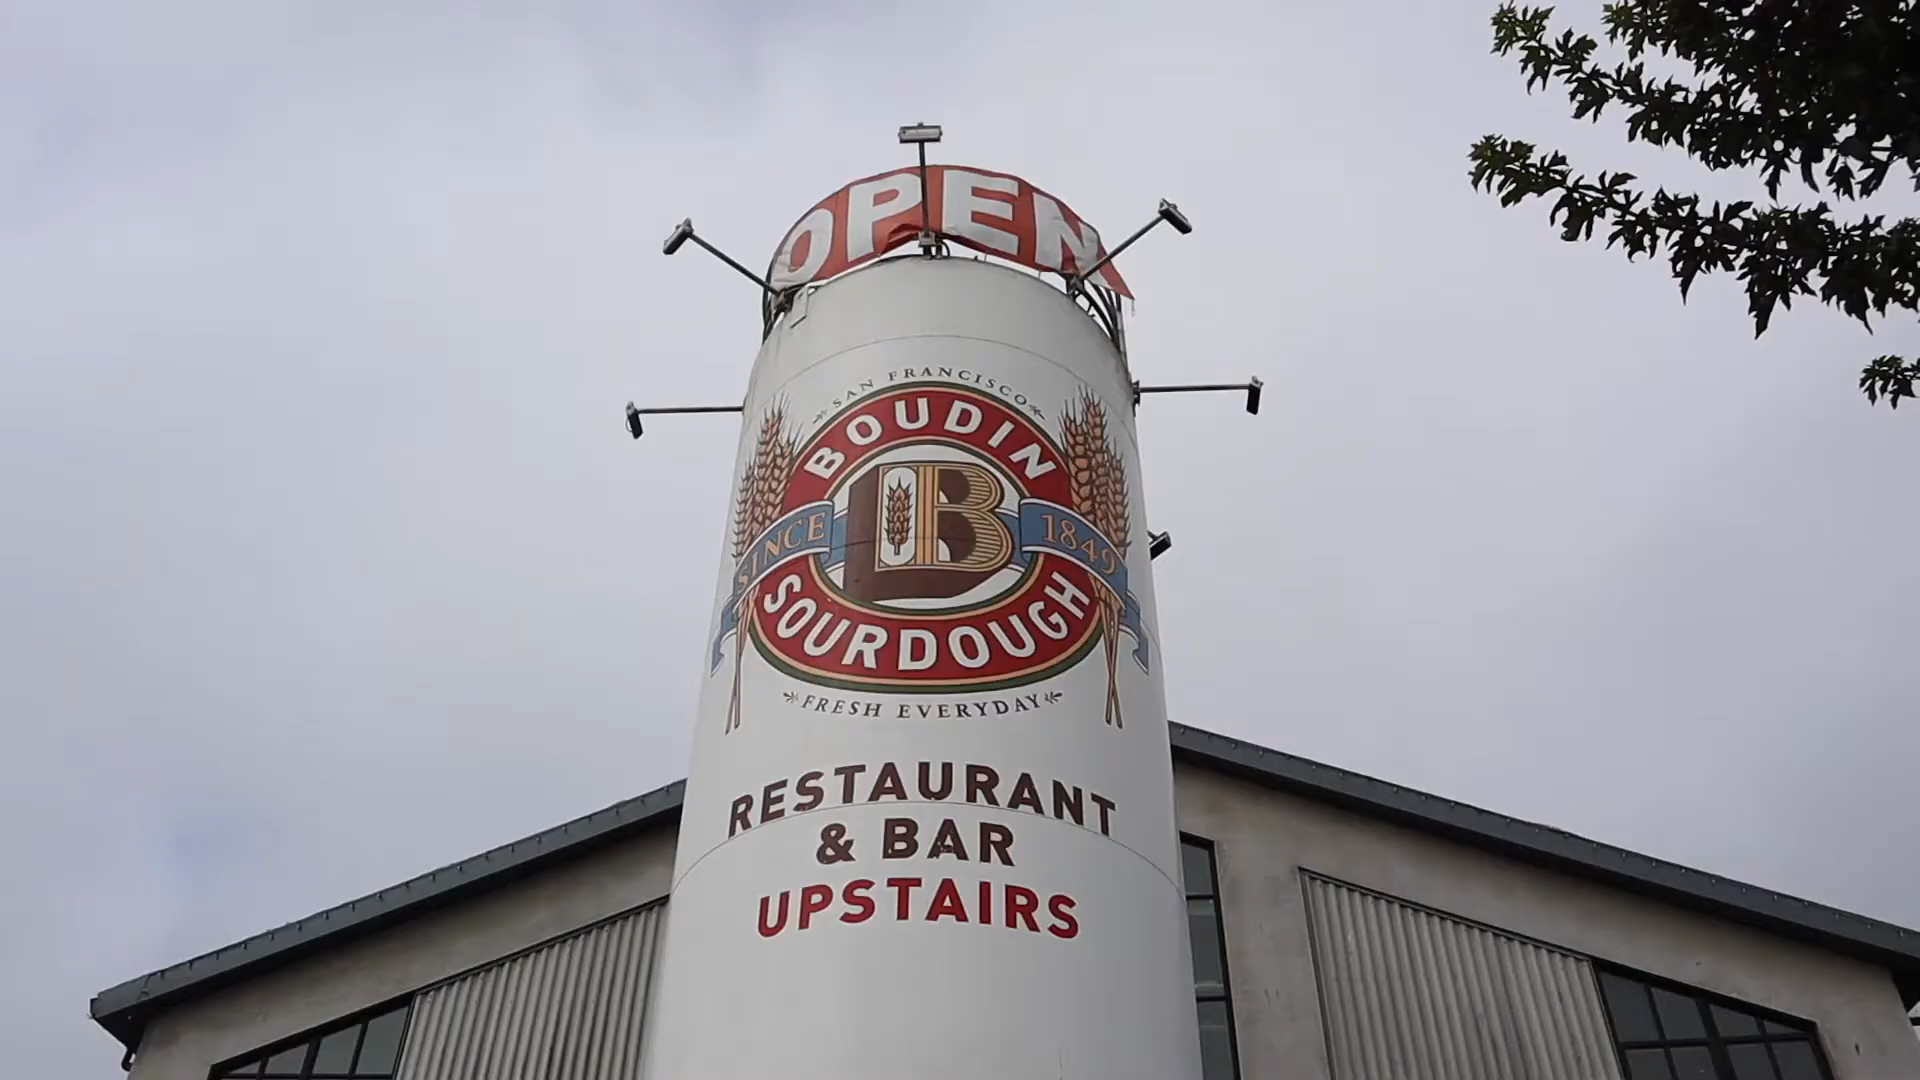 OPEN
SAN FRANCISCO
BOUDIN
B
SINCE 1849
SOURDOUGH
FRESH EVERYDAY
RESTAURANT
& BAR
UPSTAIRS